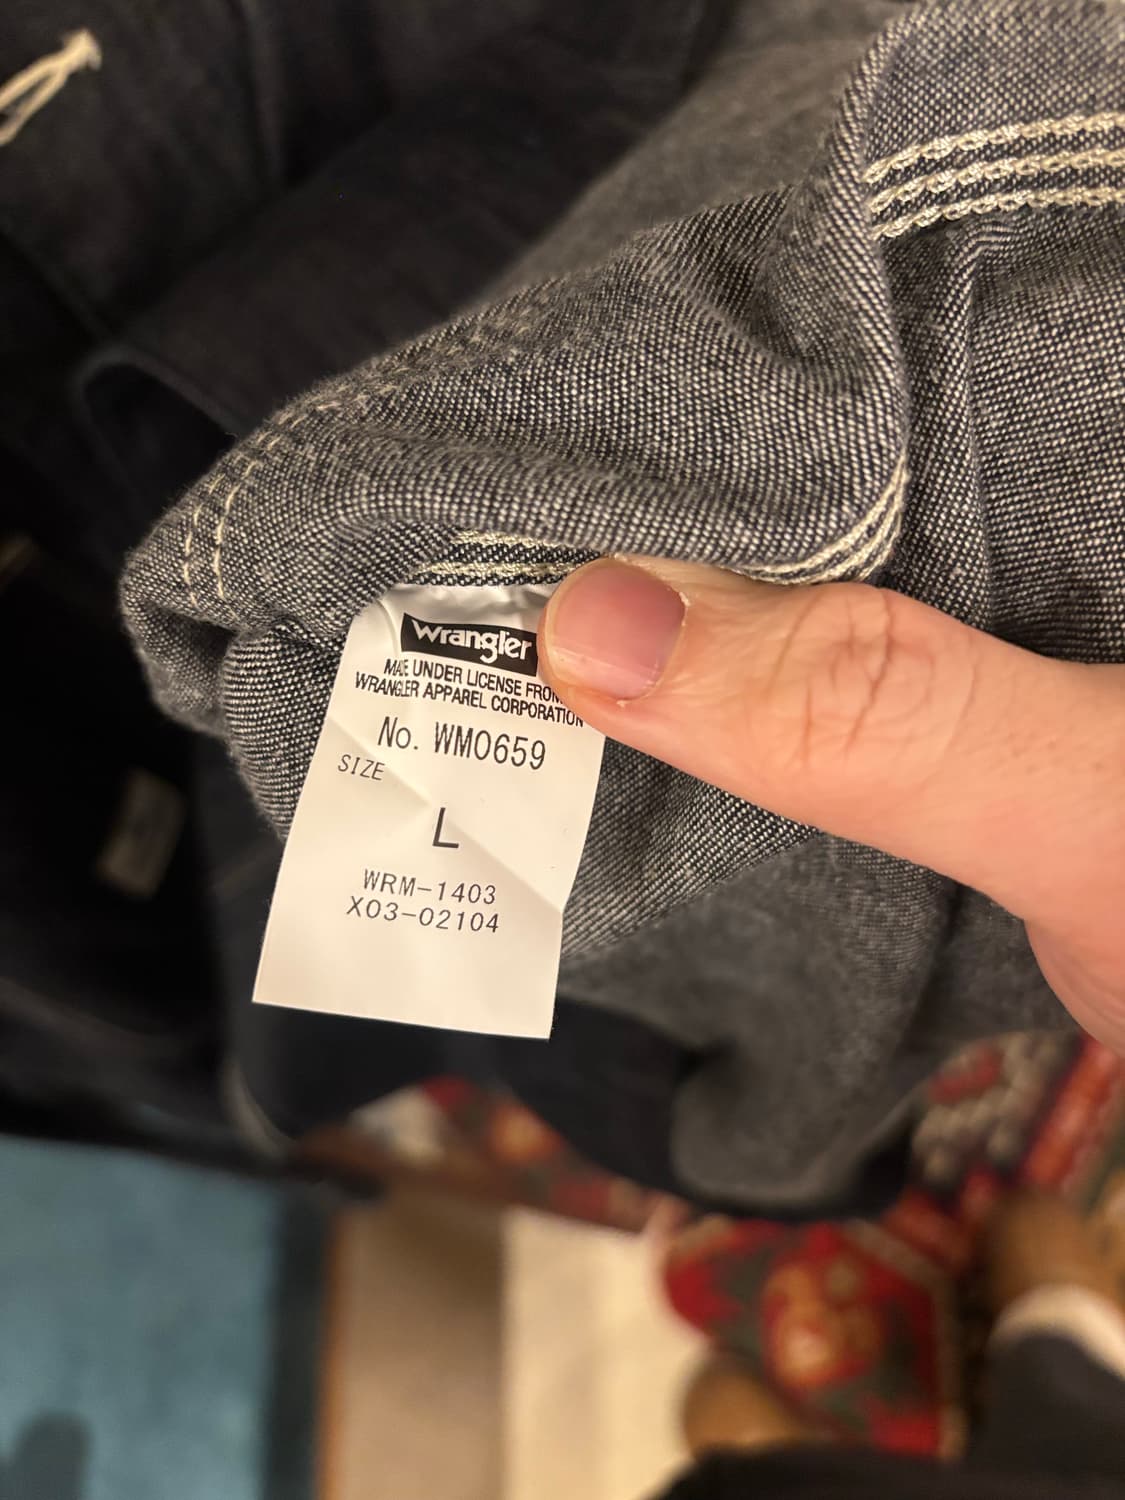 Wrangler
MADE UNDER LICENSE FROM
WRANGLER APPAREL CORPORATION
No. WM0659
SIZE
L
WRM-1403
X03-02104